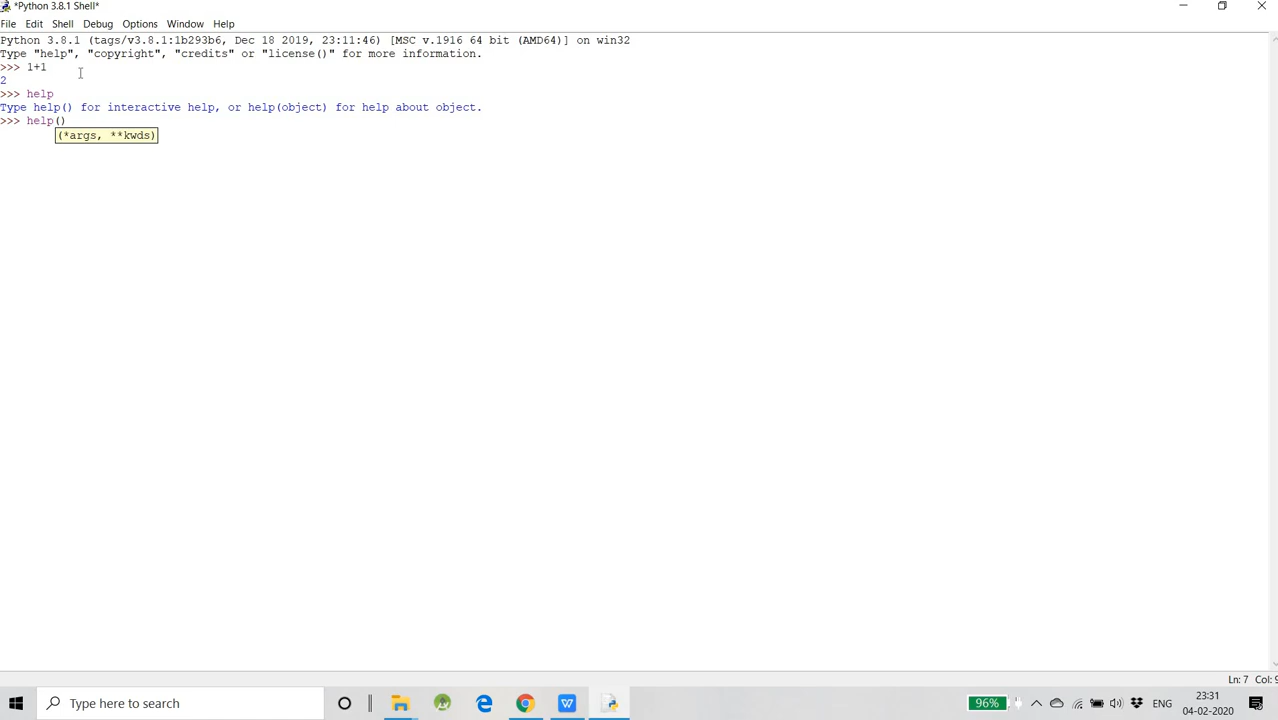 *Python 3.8.1 Shell*
File Edit Shell Debug Options Window Help
Python 3.8.1 (tags/v3.8.1:1b293b6, Dec 18 2019, 23:11:46) [MSC v.1916 64 bit (AMD64)] on win32
Type "help", "copyright", "credits" or "license()" for more information.
>>> 1+1
2
>>> help
Type help() for interactive help, or help(object) for help about object.
>>> help()
(*args, **kwds)
Ln: 7 Col: 9
Type here to search
96%
ENG
23:31
04-02-2020